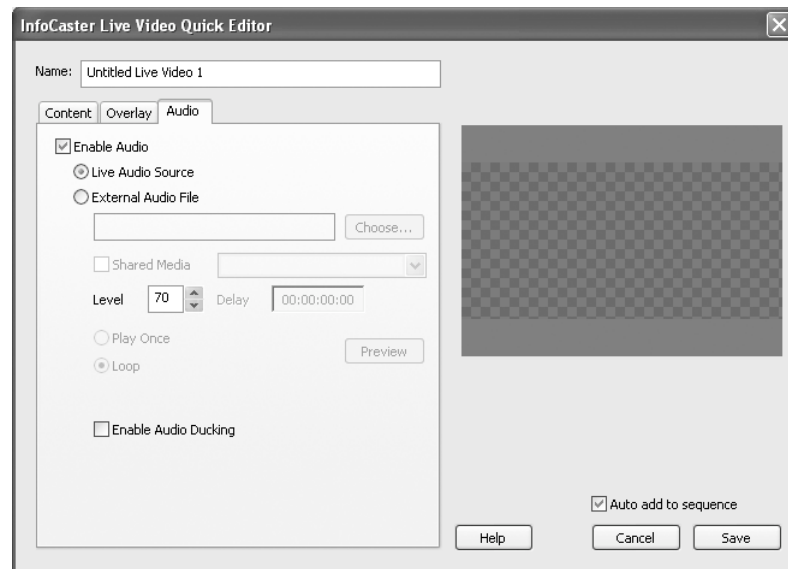 InfoCaster Live Video Quick Editor
Name: Untitled Live Video 1
Content Overlay Audio
Enable Audio
Live Audio Source
External Audio File
Choose...
Shared Media
Level 70 Delay 00:00:00:00
Play Once
Preview
Loop
Enable Audio Ducking
Auto add to sequence
Help Cancel Save